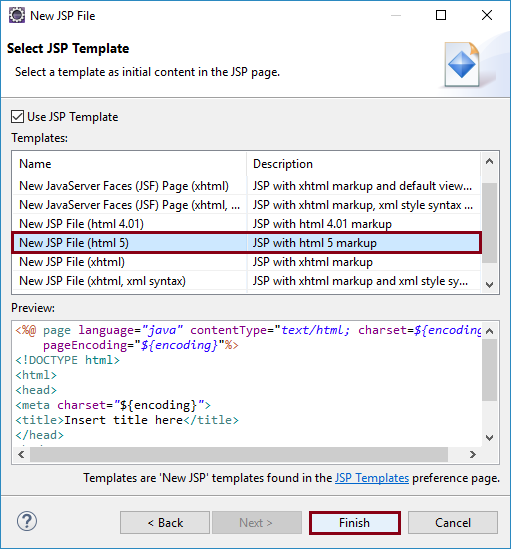 New JSP File
Select JSP Template
Select a template as initial content in the JSP page.
Use JSP Template
Templates:
Name Description
New JavaServer Faces (JSF) Page (xhtml) JSP with xhtml markup and default view...
New JavaServer Faces (JSF) Page (xhtml, ... JSP with xhtml markup, xml style syntax ...
New JSP File (html 4.01) JSP with html 4.01 markup
New JSP File (html 5) JSP with html 5 markup
New JSP File (xhtml) JSP with xhtml markup
New JSP File (xhtml, xml syntax) JSP with xhtml markup and xml style sy...
Preview:
<%@ page language="java" contentType="text/html; charset=${encoding
pageEncoding="${encoding}"%>
<!DOCTYPE html>
<html>
<head>
<meta charset="${encoding}">
<title>Insert title here</title>
</head>
Templates are 'New JSP' templates found in the JSP Templates preference page.
? < Back Next > Finish Cancel